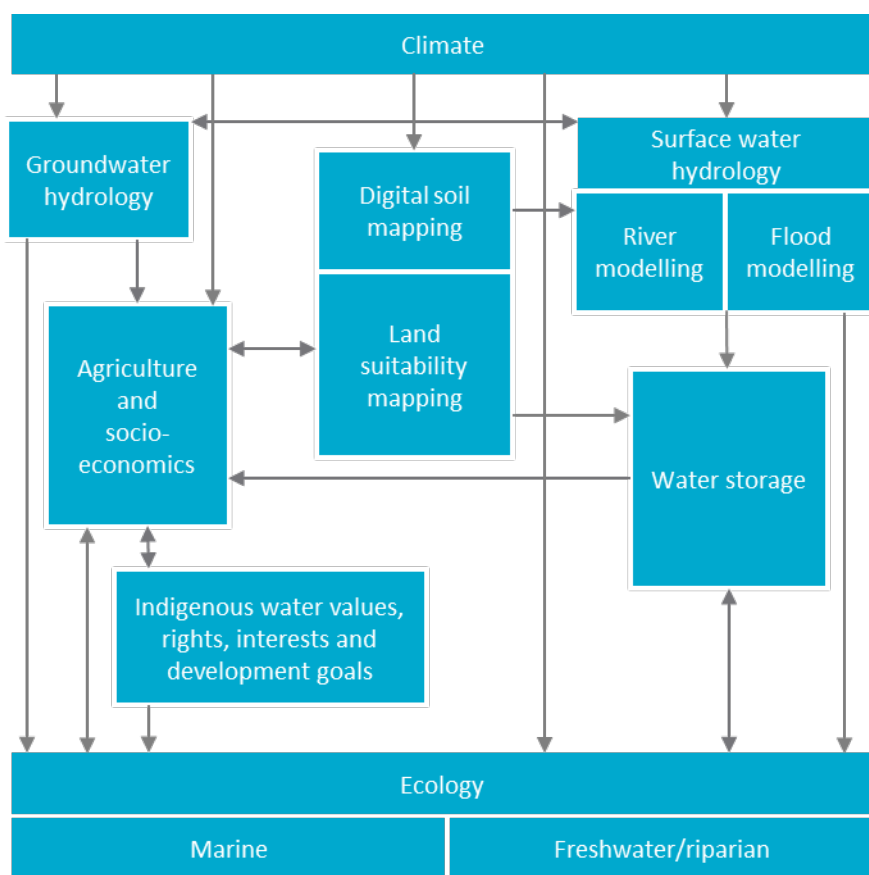 Climate
Groundwater
hydrology
Surface water
hydrology
Digital soil
mapping
River
modelling
Flood
modelling
Agriculture
and
socio-
economics
Land
suitability
mapping
Water storage
Indigenous water values,
rights, interests and
development goals
Ecology
Marine
Freshwater/riparian